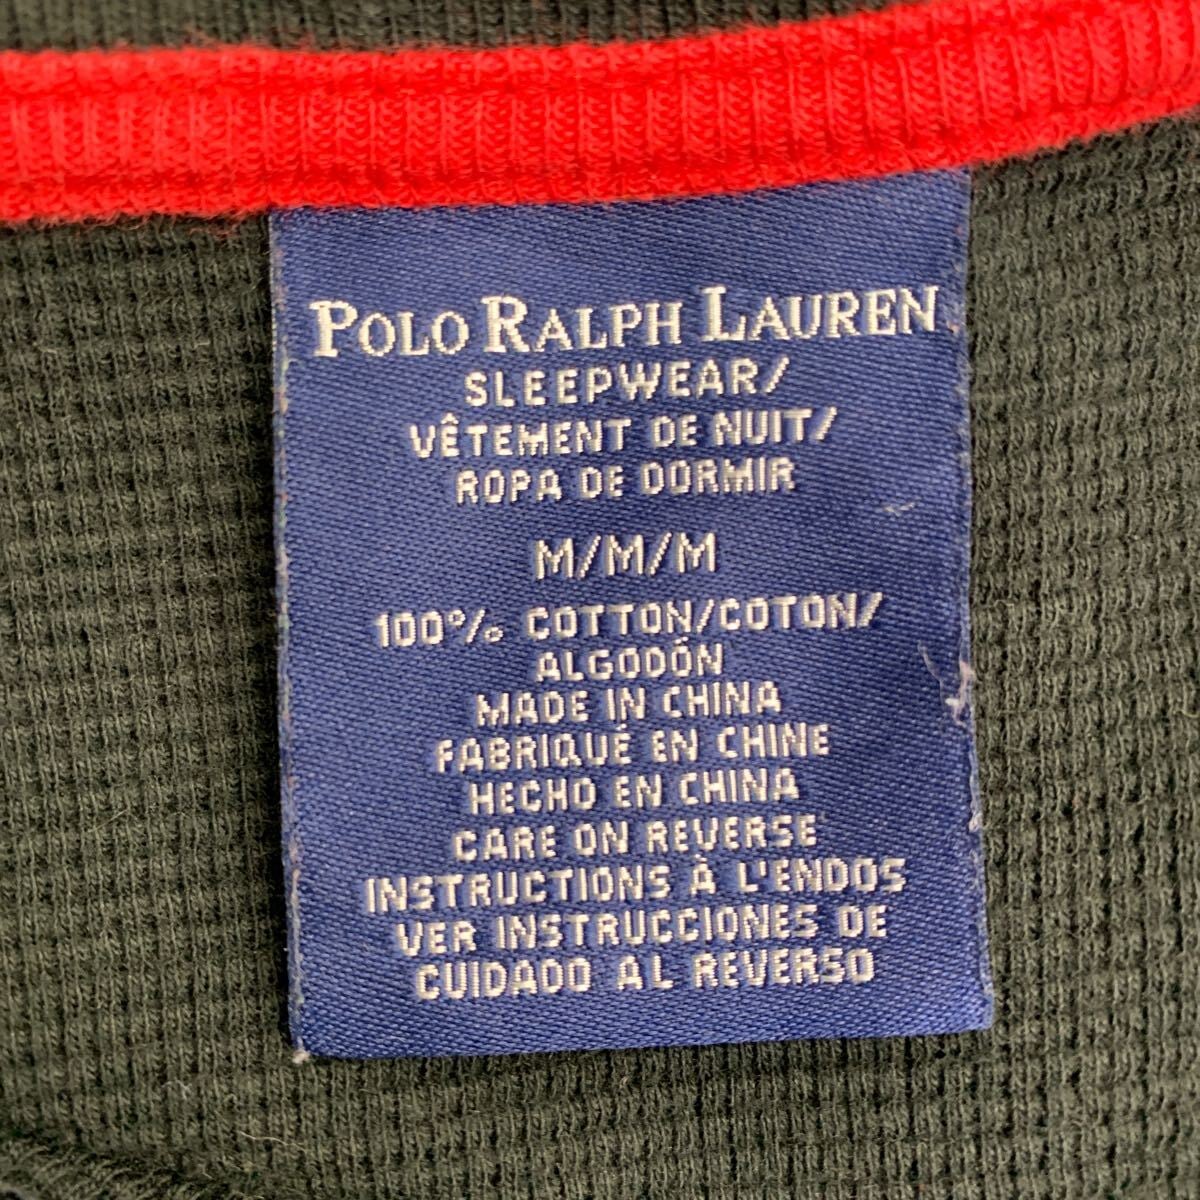 POLO RALPH LAUREN
SLEEPWEAR/
VÊTEMENT DE NUIT/
ROPA DE DORMIR
M/M/M
100% COTTON/COTON/
ALGODÓN
MADE IN CHINA
FABRIQUÉ EN CHINE
HECHO EN CHINA
CARE ON REVERSE
INSTRUCTIONS À L'ENDOS
VER INSTRUCCIONES DE
CUIDADO AL REVERSO